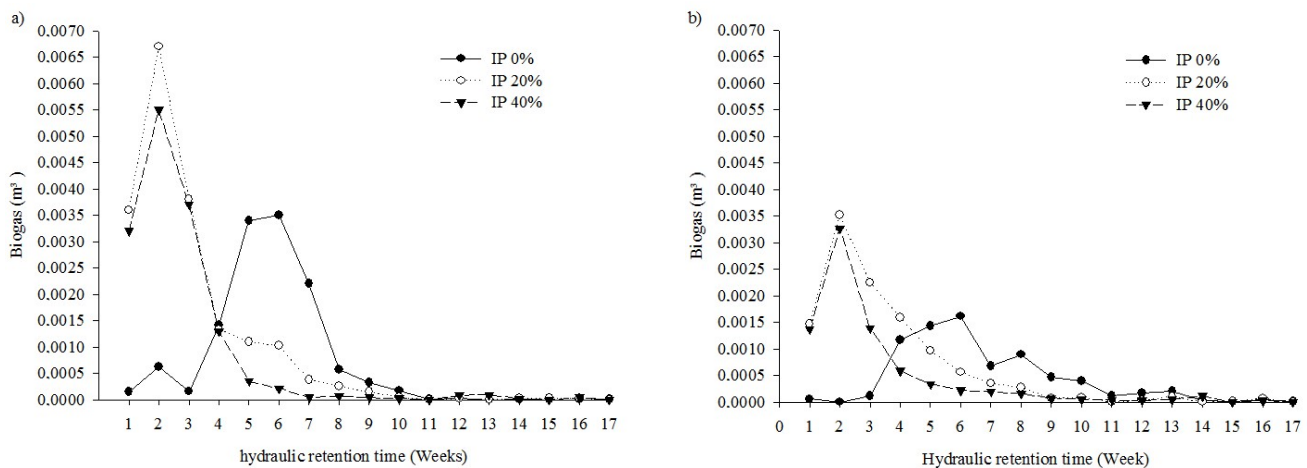 a)
0.0070
0.0065
0.0060
0.0055
0.0050
0.0045
0.0040
0.0035
0.0030
0.0025
0.0020
0.0015
0.0010
0.0005
0.0000
Biogas (m³ )
IP 0%
IP 20%
IP 40%
1 2 3 4 5 6 7 8 9 10 11 12 13 14 15 16 17
hydraulic retention time (Weeks)
b)
0.0070
0.0065
0.0060
0.0055
0.0050
0.0045
0.0040
0.0035
0.0030
0.0025
0.0020
0.0015
0.0010
0.0005
0.0000
Biogas (m³ )
IP 0%
IP 20%
IP 40%
0 1 2 3 4 5 6 7 8 9 10 11 12 13 14 15 16 17
Hydraulic retention time (Week)